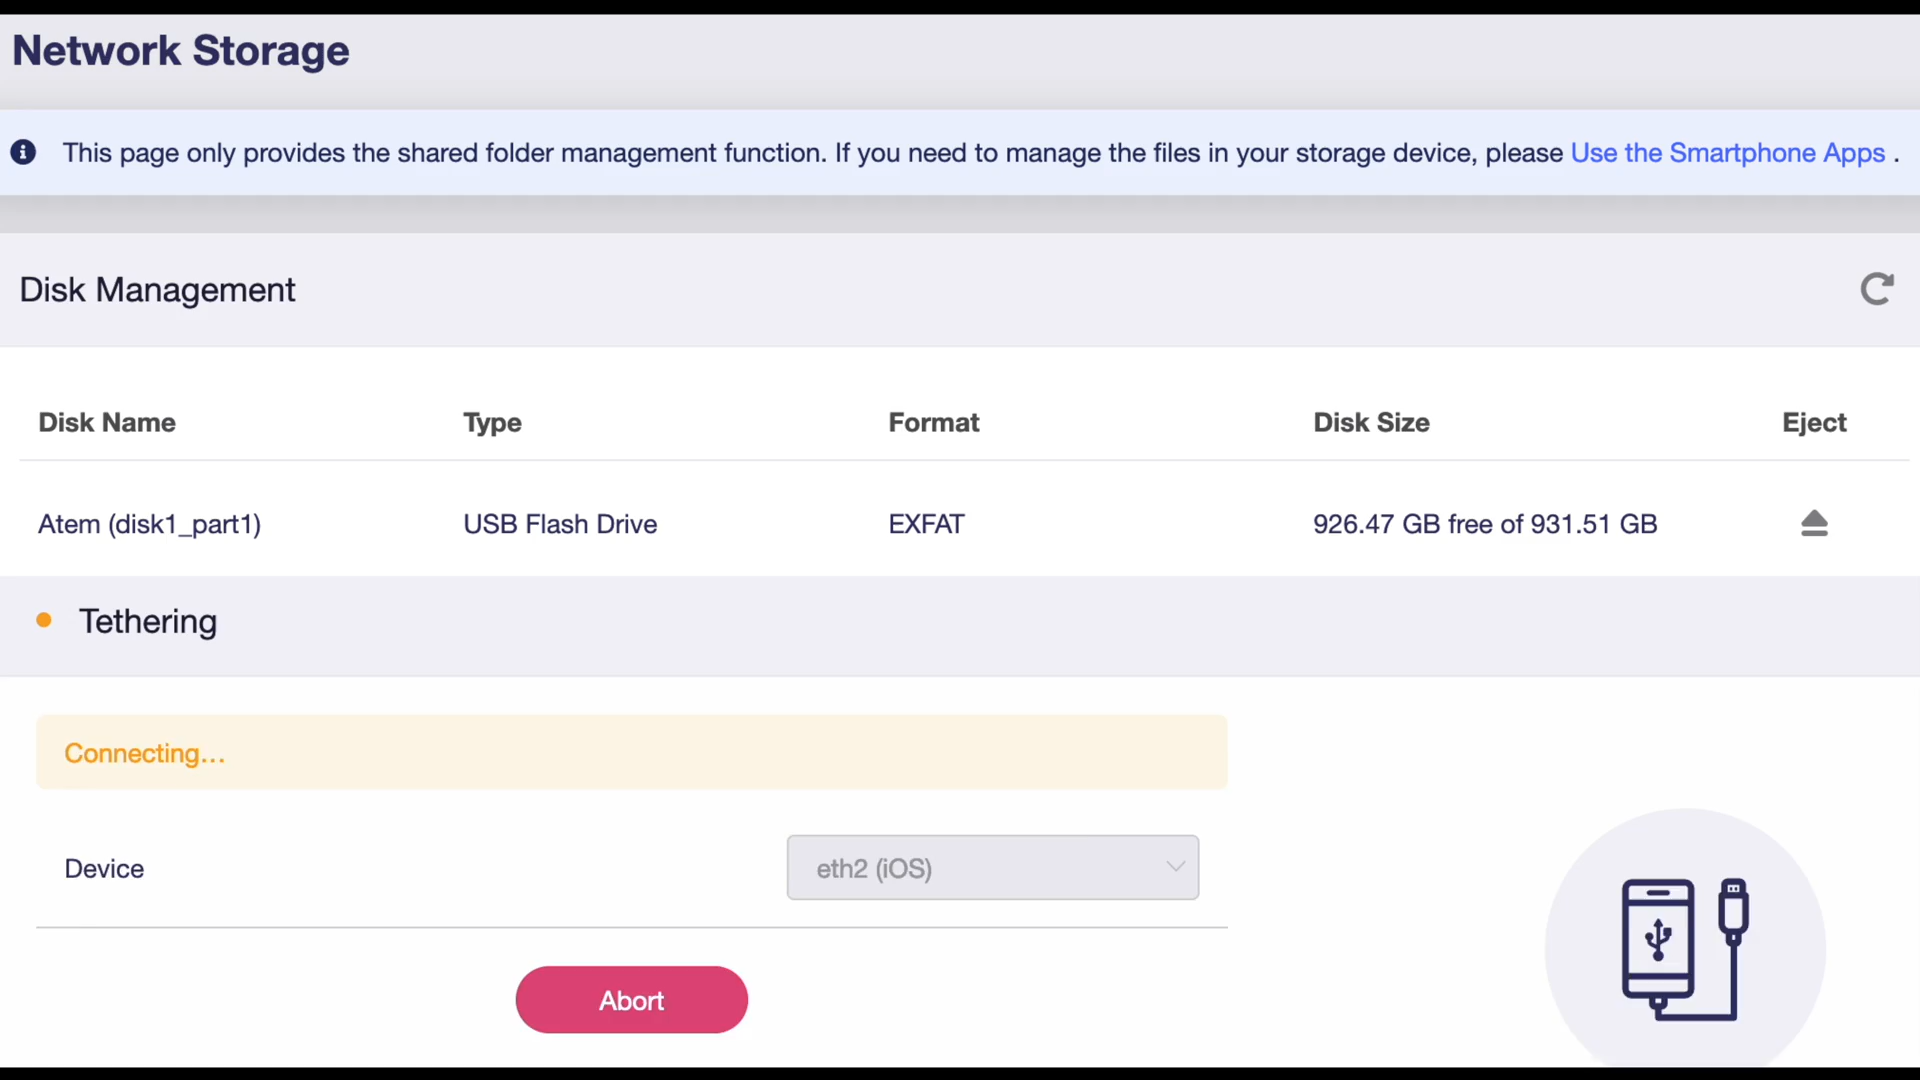 Network Storage
This page only provides the shared folder management function. If you need to manage the files in your storage device, please Use the Smartphone Apps .
Disk Management
Disk Name Type Format Disk Size Eject
Atem (disk1_part1) USB Flash Drive EXFAT 926.47 GB free of 931.51 GB
Tethering
Connecting...
Device eth2 (iOS)
Abort